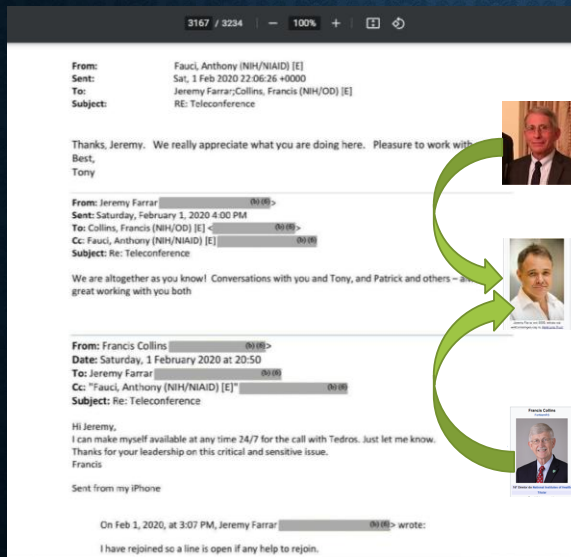 3167 / 3234 | — 100% +
From: Fauci, Anthony (NIH/NIAID) [E]
Sent: Sat, 1 Feb 2020 22:06:26 +0000
To: Jeremy Farrar;Collins, Francis (NIH/OD) [E]
Subject: RE: Teleconference
Thanks, Jeremy. We really appreciate what you are doing here. Pleasure to work with
Best,
Tony
From: Jeremy Farrar (b) (6)>
Sent: Saturday, February 1, 2020 4:00 PM
To: Collins, Francis (NIH/OD) [E] < (b) (6)>
Cc: Fauci, Anthony (NIH/NIAID) [E] (b) (6)
Subject: Re: Teleconference
We are altogether as you know! Conversations with you and Tony, and Patrick and others –
great working with you both
From: Francis Collins (b) (6)>
Date: Saturday, 1 February 2020 at 20:50
To: Jeremy Farrar (b) (6)
Cc: "Fauci, Anthony (NIH/NIAID) [E]" (b) (6)
Subject: Re: Teleconference
Hi Jeremy,
I can make myself available at any time 24/7 for the call with Tedros. Just let me know.
Thanks for your leadership on this critical and sensitive issue.
Francis
Sent from my iPhone
On Feb 1, 2020, at 3:07 PM, Jeremy Farrar (b) (6)> wrote:
I have rejoined so a line is open if any help to rejoin.
Francis Collins